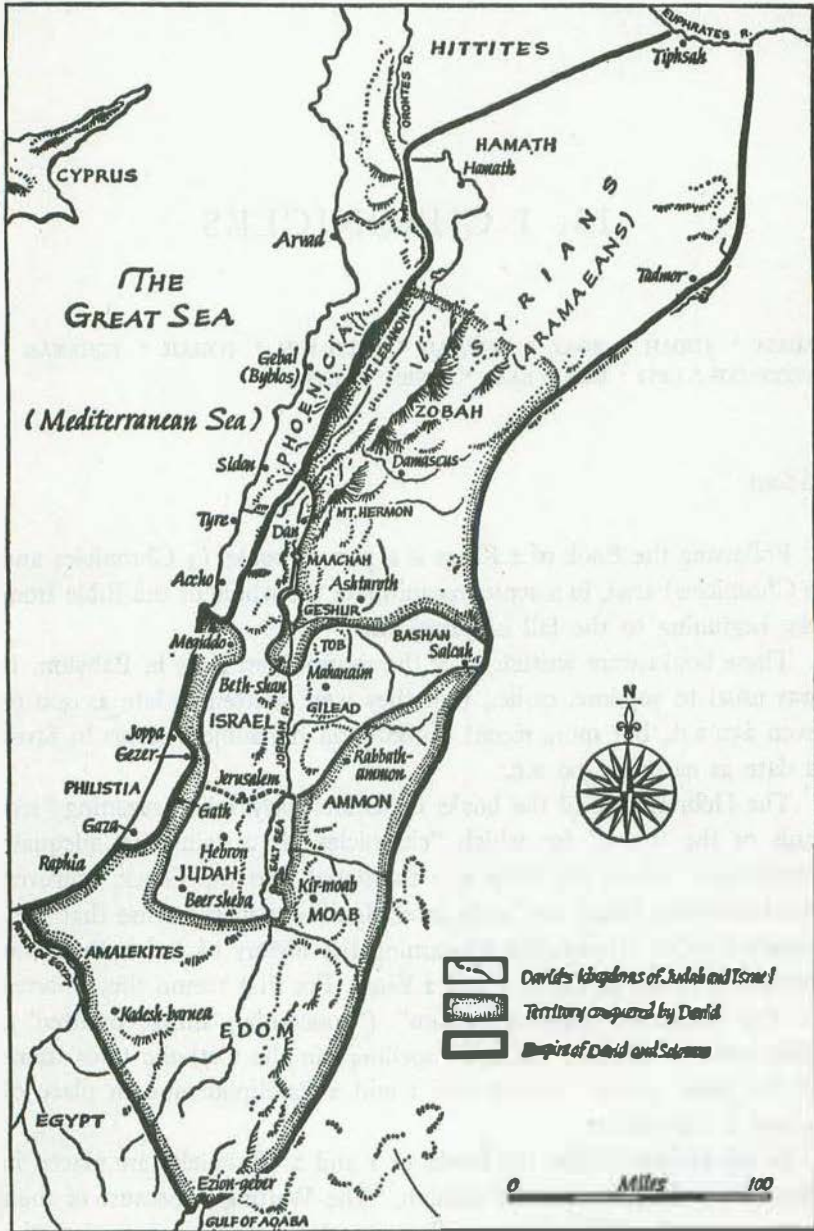 EUPHRATES R.
HITTITES
Tiphsah
ORONTES R.
HAMATH
Hamath
CYPRUS
Arvad
SYRIANS
(ARAMAEANS)
Tadmor
THE
GREAT SEA
Gebal
(Byblos)
PHOENICIA
MT. LEBANON
ZOBAH
(Mediterranean Sea)
Damascus
Sidon
MT. HERMON
Tyre
Dan
MAACHAH
Accho
Ashtaroth
GESHUR
BASHAN
Megiddo
TOB
Salcah
Mahanaim
Beth-shan
GILEAD
ISRAEL
R. JORDAN
N
Joppa
Gezer
Rabbath-
ammon
Jerusalem
AMMON
PHILISTIA
Gath
Gaza
Hebron
SALT SEA
Raphia
JUDAH
Kir-moab
Beersheba
MOAB
RIVER OF EGYPT
AMALEKITES
David's kingdoms of Judah and Israel
Territory conquered by David
Kadesh-barnea
EDOM
Empire of David and Solomon
EGYPT
0 Miles 100
Ezion-geber
GULF OF AQABA